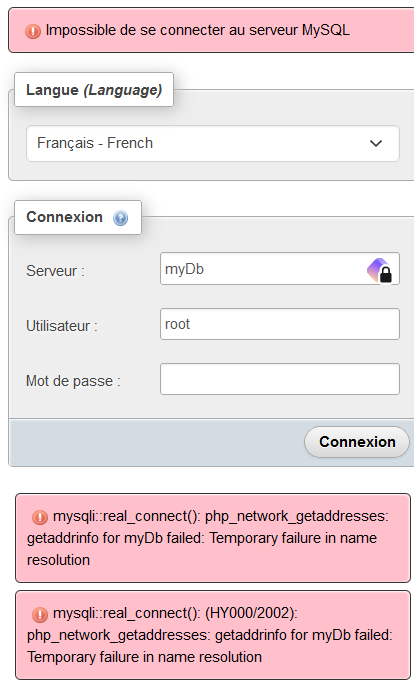 Impossible de se connecter au serveur MySQL
Langue (Language)
Français - French
Connexion
Serveur :
myDb
Utilisateur :
root
Mot de passe :
Connexion
mysqli::real_connect(): php_network_getaddresses:
getaddrinfo for myDb failed: Temporary failure in name
resolution
mysqli::real_connect(): (HY000/2002):
php_network_getaddresses: getaddrinfo for myDb failed:
Temporary failure in name resolution